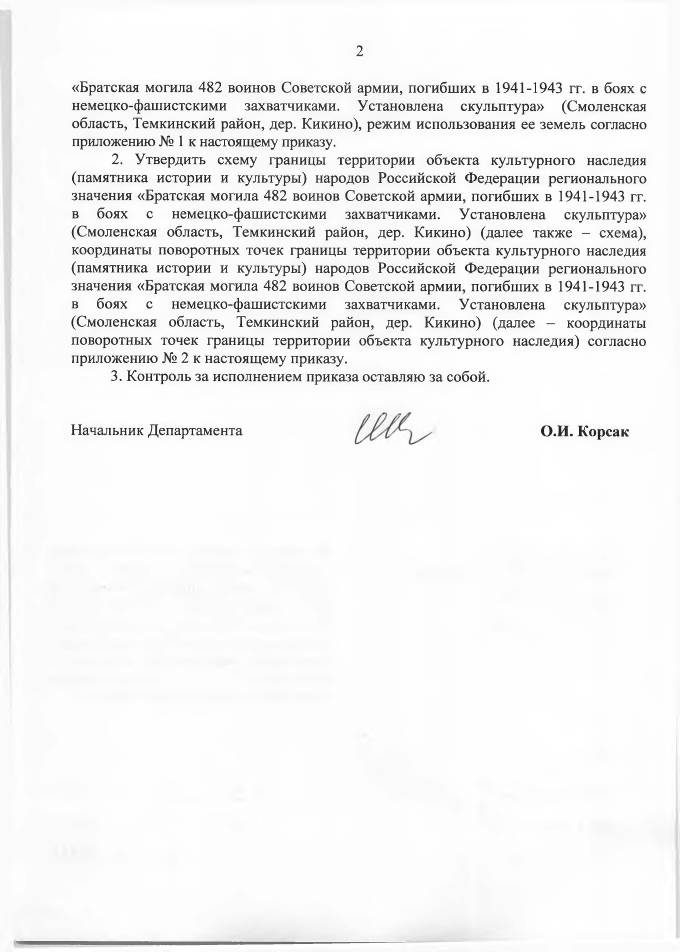 2
«Братская могила 482 воинов Советской армии, погибших в 1941-1943 гг. в боях с
немецко-фашистскими захватчиками. Установлена скульптура» (Смоленская
область, Темкинский район, дер. Кикино), режим использования ее земель согласно
приложению № 1 к настоящему приказу.
2. Утвердить схему границы территории объекта культурного наследия
(памятника истории и культуры) народов Российской Федерации регионального
значения «Братская могила 482 воинов Советской армии, погибших в 1941-1943 гг.
в боях с немецко-фашистскими захватчиками. Установлена скульптура»
(Смоленская область, Темкинский район, дер. Кикино) (далее также – схема),
координаты поворотных точек границы территории объекта культурного наследия
(памятника истории и культуры) народов Российской Федерации регионального
значения «Братская могила 482 воинов Советской армии, погибших в 1941-1943 гг.
в боях с немецко-фашистскими захватчиками. Установлена скульптура»
(Смоленская область, Темкинский район, дер. Кикино) (далее – координаты
поворотных точек границы территории объекта культурного наследия) согласно
приложению № 2 к настоящему приказу.
3. Контроль за исполнением приказа оставляю за собой.
Начальник Департамента О.И. Корсак